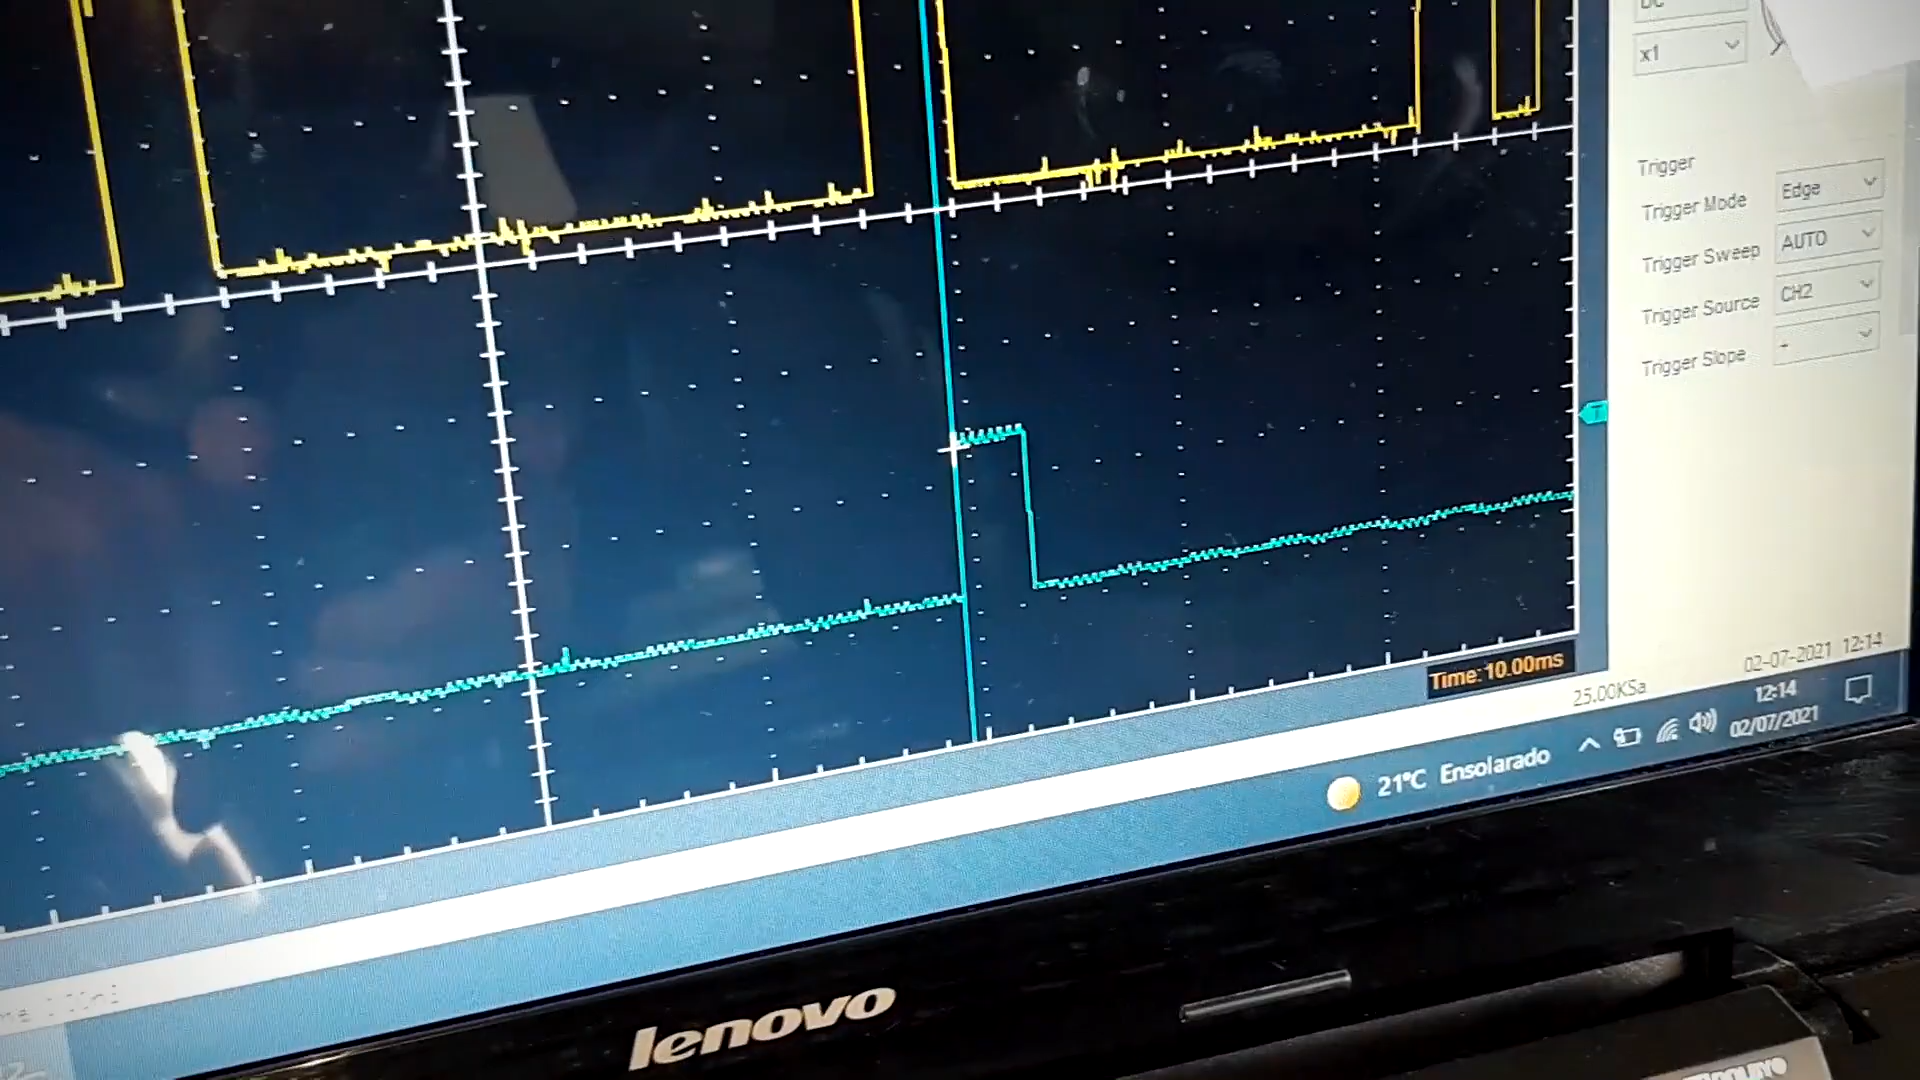 DC
x1
Trigger
Trigger Mode Edge
Trigger Sweep AUTO
Trigger Source CH2
Trigger Slope +
T
Time:10.00ms
25.00KSa
02-07-2021 12:14
21°C Ensolarado
12:14
02/07/2021
lenovo